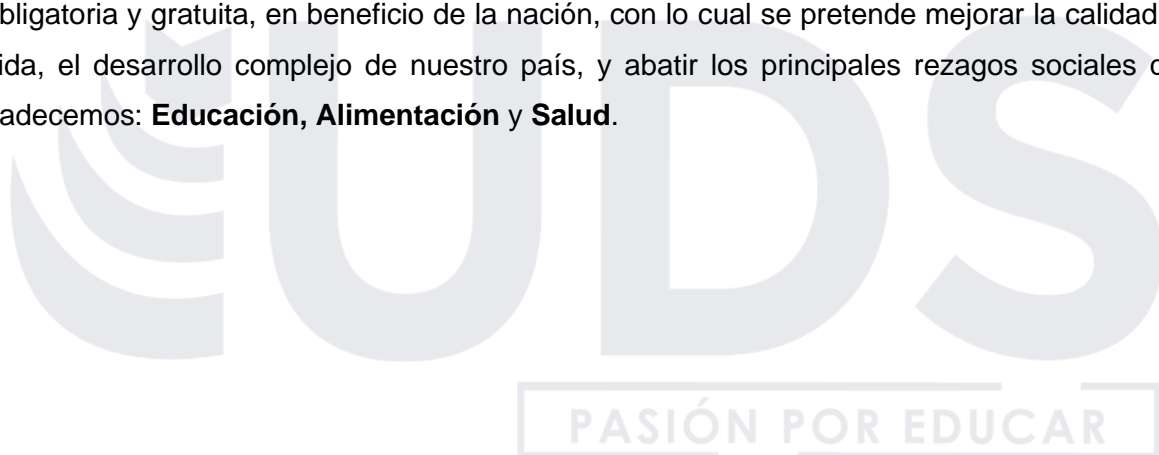 bligatoria y gratuita, en beneficio de la nación, con lo cual se pretende mejorar la calidad
ida, el desarrollo complejo de nuestro país, y abatir los principales rezagos sociales
adecemos: Educación, Alimentación y Salud.
UDS
PASIÓN POR EDUCAR